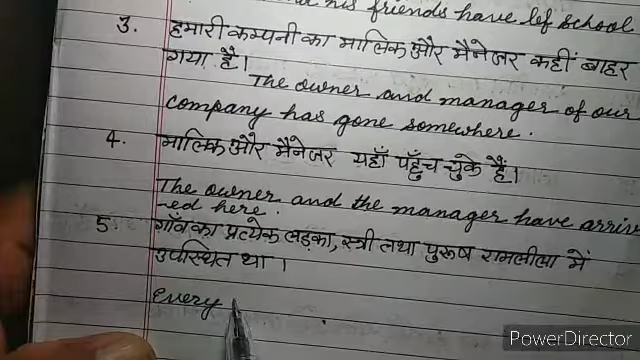 his friends have lef school
3. हमारी कम्पनी का मालिक और मैनेजर कहीं बाहर
गया है।
The owner and manager of our
company has gone somewhere.
4. मालिक और मैनेजर यहाँ पहुँच चुके हैं।
The owner and the manager have arriv
-ed here.
5. गाँव का प्रत्येक लड़का, स्त्री तथा पुरूष रामलीला में
उपस्थित था।
Every
PowerDirector